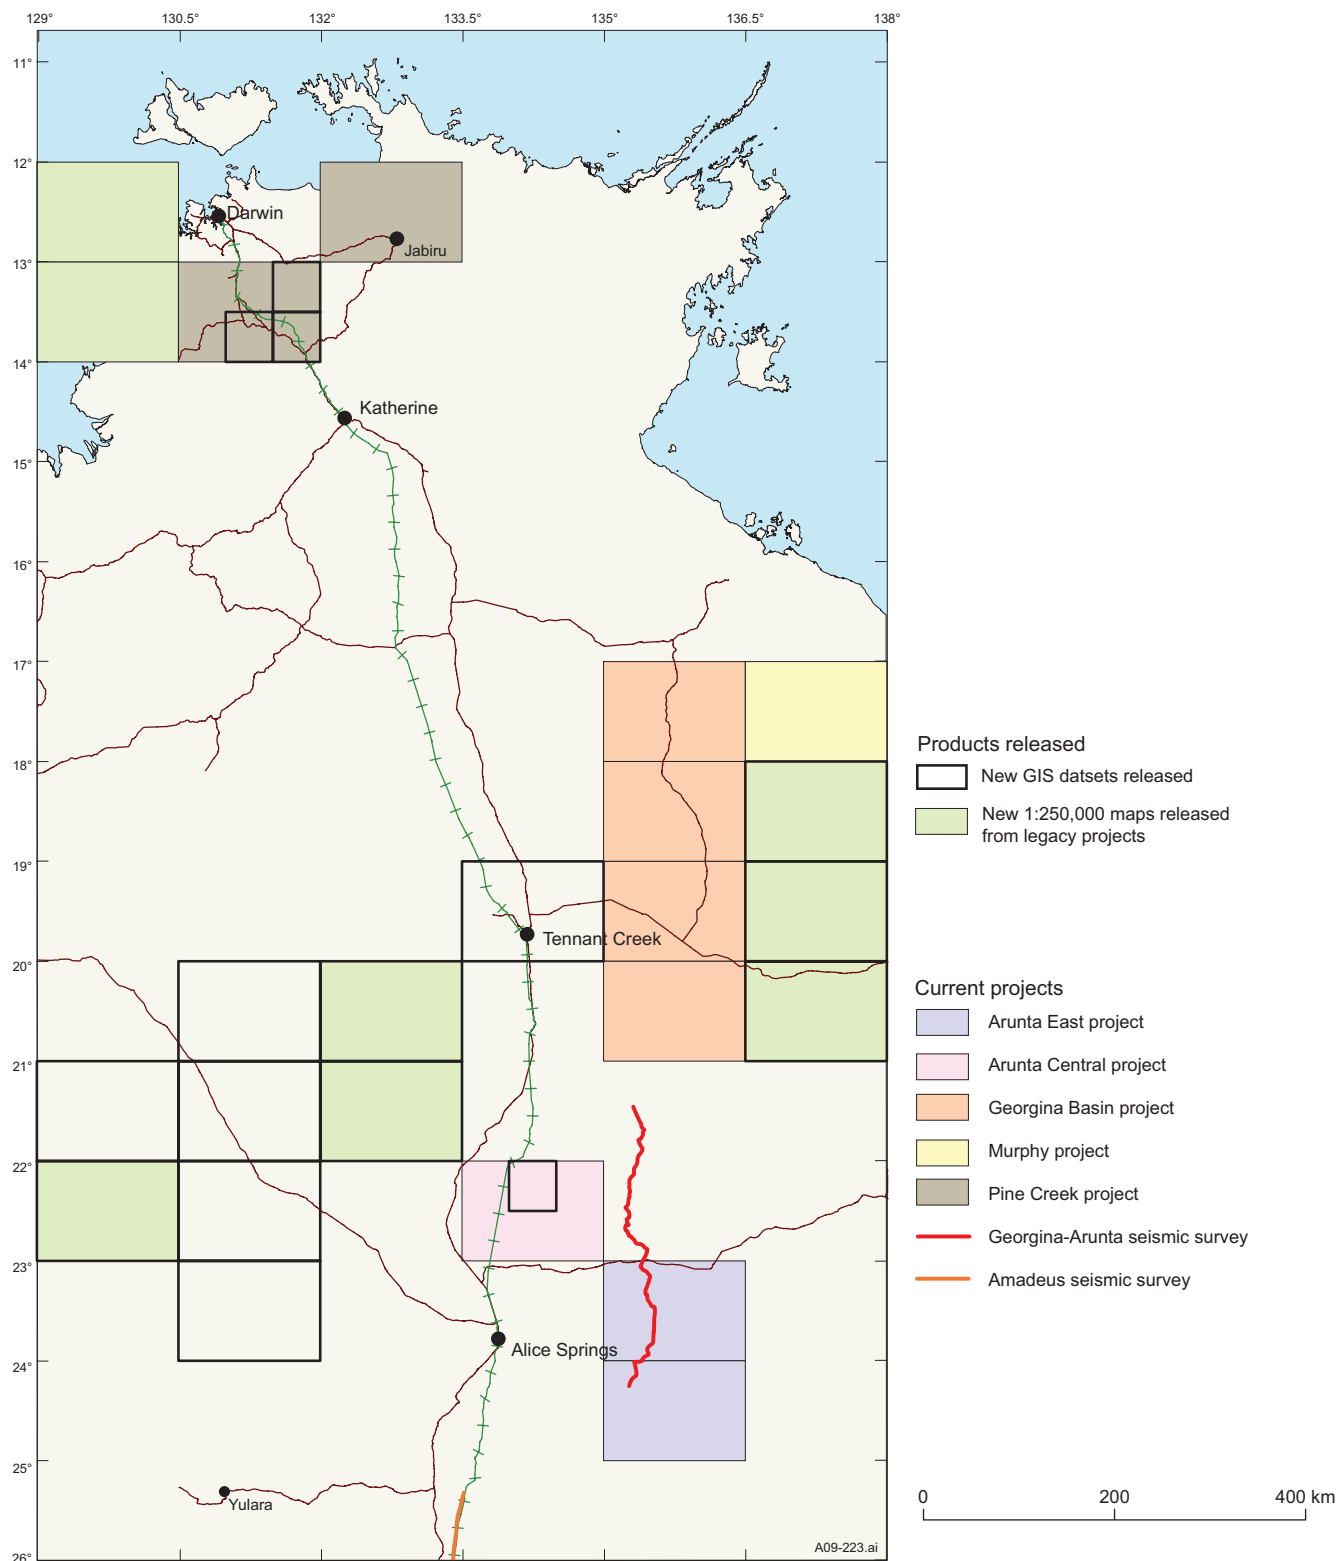 129°
130.5°
132°
133.5°
135°
136.5°
138°
11°
12°
13°
14°
15°
16°
17°
18°
19°
20°
21°
22°
23°
24°
25°
26°
Darwin
Jabiru
Katherine
Tennant Creek
Alice Springs
Yulara
A09-223.ai
Products released
New GIS datsets released
New 1:250,000 maps released
from legacy projects
Current projects
Arunta East project
Arunta Central project
Georgina Basin project
Murphy project
Pine Creek project
Georgina-Arunta seismic survey
Amadeus seismic survey
0
200
400 km